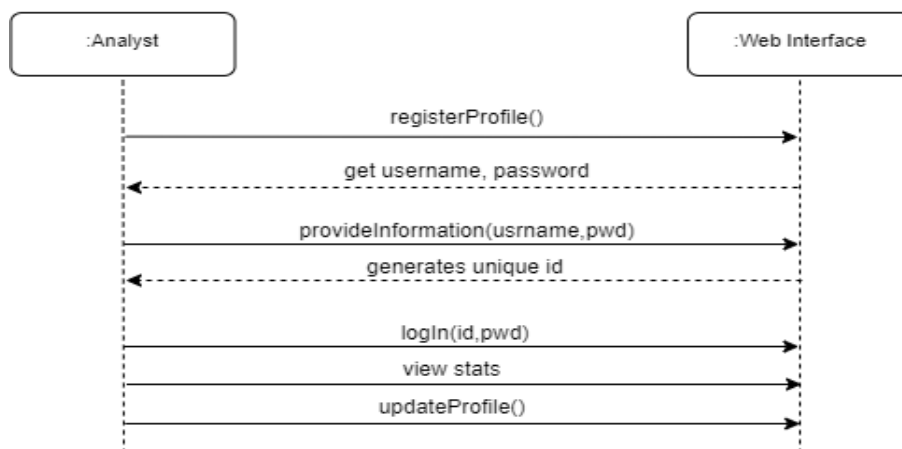 :Analyst
:Web Interface
registerProfile()
get username, password
provideInformation(usrname,pwd)
generates unique id
logIn(id,pwd)
view stats
updateProfile()